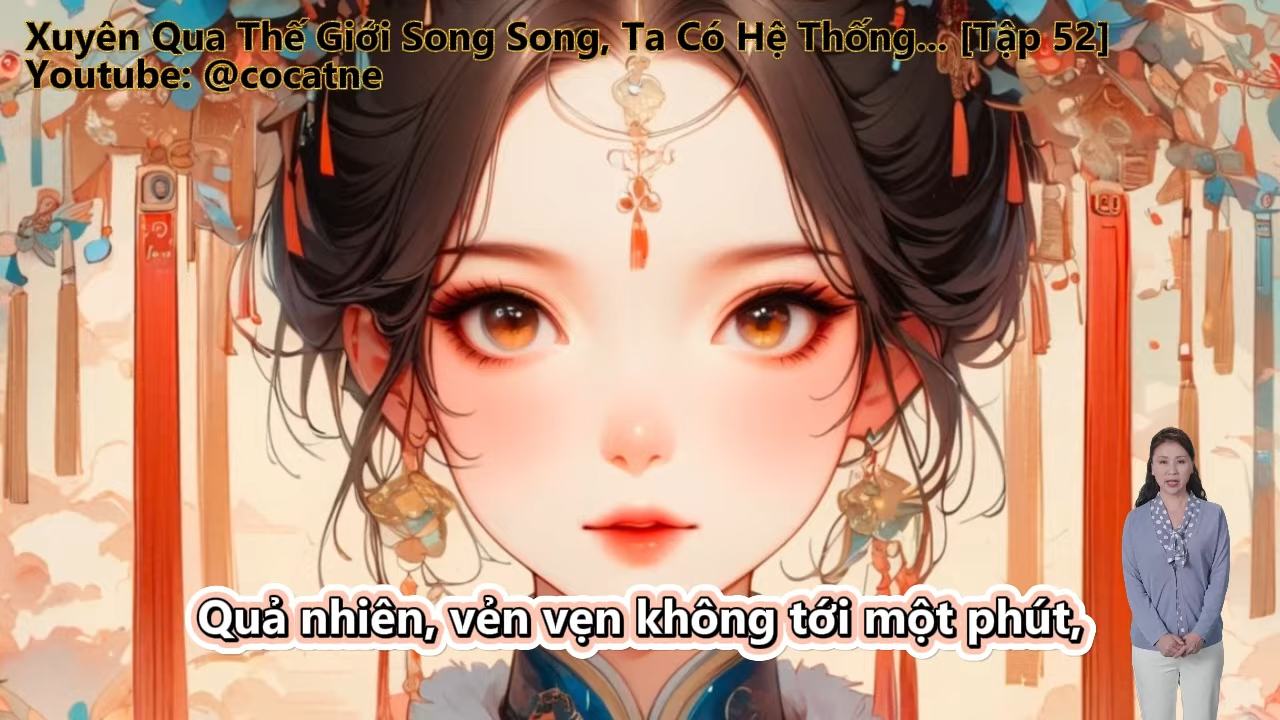 Xuyên Qua Thế Giới Song Song, Ta Có Hệ Thống... [Tập 52]
Youtube: @cocatne
Quả nhiên, vẻn vẹn không tới một phút,